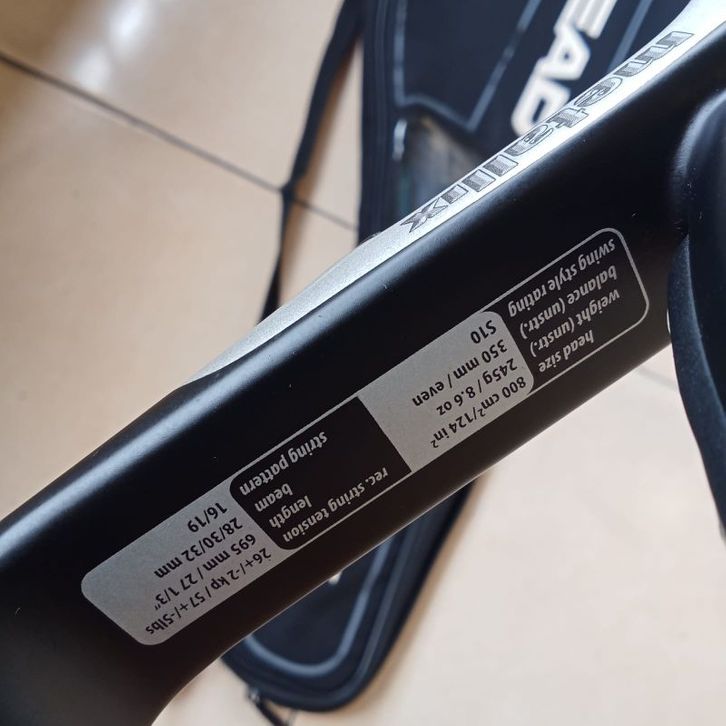 HEAD
metallix
head size 800 cm²/124 in²
weight (unstr.) 245g / 8.6 oz
balance (unstr.) 350 mm / even
swing style rating S10
rec. string tension 26+/-2 kp / 57+/-5lbs
length 695 mm / 27 1/3"
beam 28/30/32 mm
string pattern 16/19